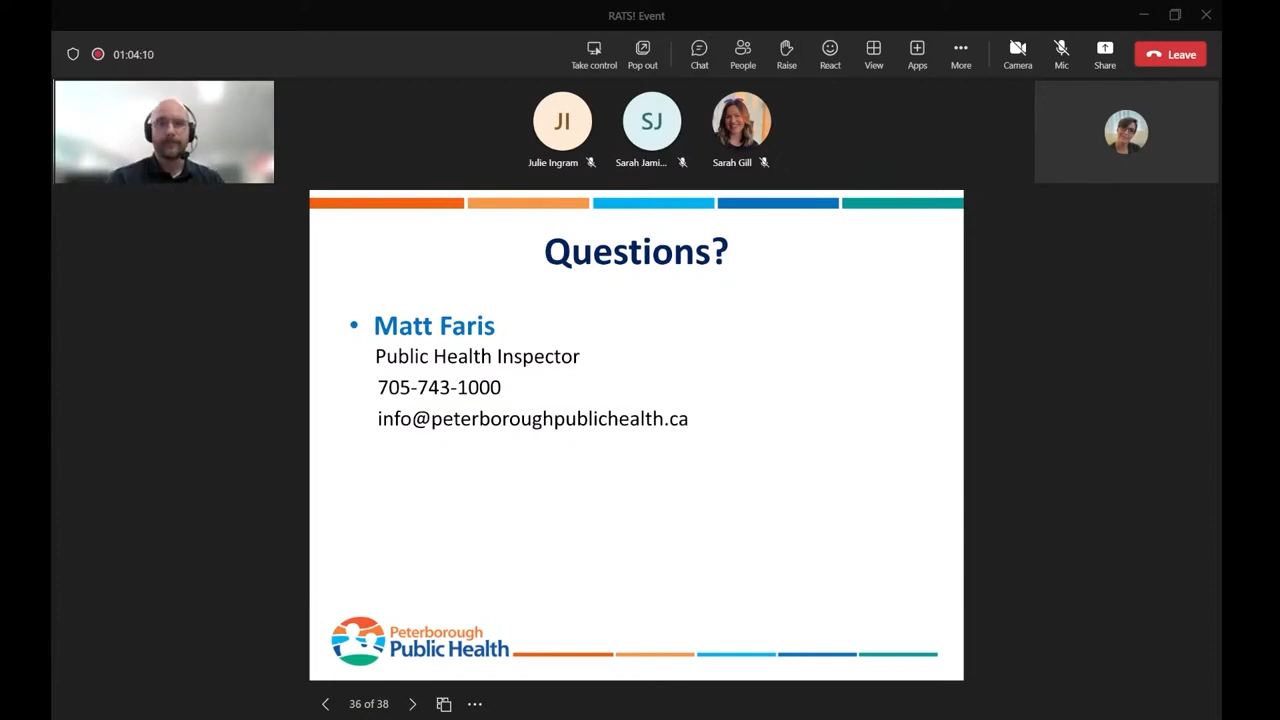 RATS! Event
01:04:10
Take control
Pop out
Chat
People
Raise
React
View
Apps
More
Camera
Mic
Share
Leave
JI
SJ
Julie Ingram
Sarah Jami...
Sarah Gill
Questions?
• Matt Faris
Public Health Inspector
705-743-1000
info@peterboroughpublichealth.ca
Peterborough
Public Health
36 of 38